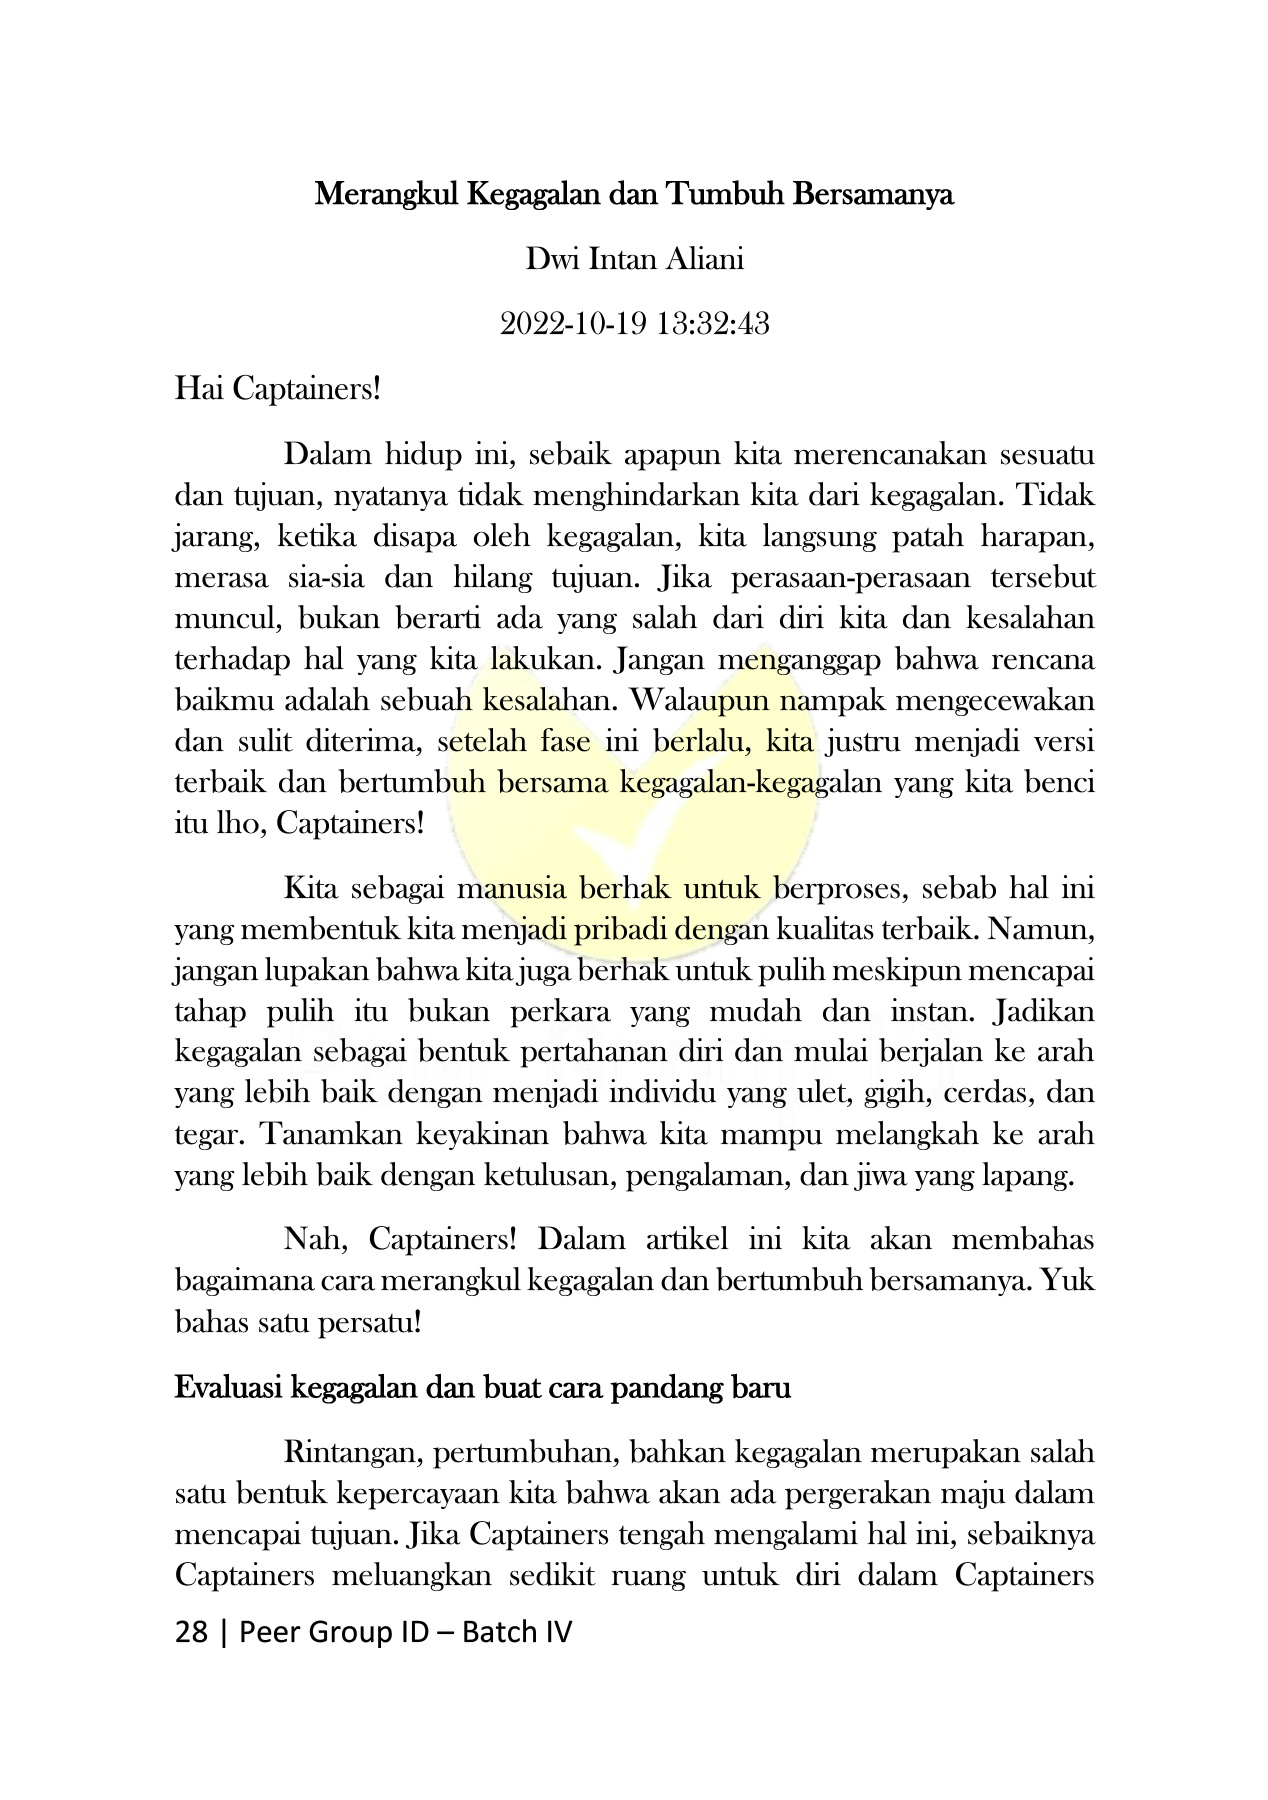 Merangkul Kegagalan dan Tumbuh Bersamanya
Dwi Intan Aliani
2022-10-19 13:32:43
Hai Captainers!
Dalam hidup ini, sebaik apapun kita merencanakan sesuatu
dan tujuan, nyatanya tidak menghindarkan kita dari kegagalan. Tidak
jarang, ketika disapa oleh kegagalan, kita langsung patah harapan,
merasa sia-sia dan hilang tujuan. Jika perasaan-perasaan tersebut
muncul, bukan berarti ada yang salah dari diri kita dan kesalahan
terhadap hal yang kita lakukan. Jangan menganggap bahwa rencana
baikmu adalah sebuah kesalahan. Walaupun nampak mengecewakan
dan sulit diterima, setelah fase ini berlalu, kita justru menjadi versi
terbaik dan bertumbuh bersama kegagalan-kegagalan yang kita benci
itu lho, Captainers!
Kita sebagai manusia berhak untuk berproses, sebab hal ini
yang membentuk kita menjadi pribadi dengan kualitas terbaik. Namun,
jangan lupakan bahwa kita juga berhak untuk pulih meskipun mencapai
tahap pulih itu bukan perkara yang mudah dan instan. Jadikan
kegagalan sebagai bentuk pertahanan diri dan mulai berjalan ke arah
yang lebih baik dengan menjadi individu yang ulet, gigih, cerdas, dan
tegar. Tanamkan keyakinan bahwa kita mampu melangkah ke arah
yang lebih baik dengan ketulusan, pengalaman, dan jiwa yang lapang.
Nah, Captainers! Dalam artikel ini kita akan membahas
bagaimana cara merangkul kegagalan dan bertumbuh bersamanya. Yuk
bahas satu persatu!
Evaluasi kegagalan dan buat cara pandang baru
Rintangan, pertumbuhan, bahkan kegagalan merupakan salah
satu bentuk kepercayaan kita bahwa akan ada pergerakan maju dalam
mencapai tujuan. Jika Captainers tengah mengalami hal ini, sebaiknya
Captainers meluangkan sedikit ruang untuk diri dalam Captainers
28 | Peer Group ID – Batch IV